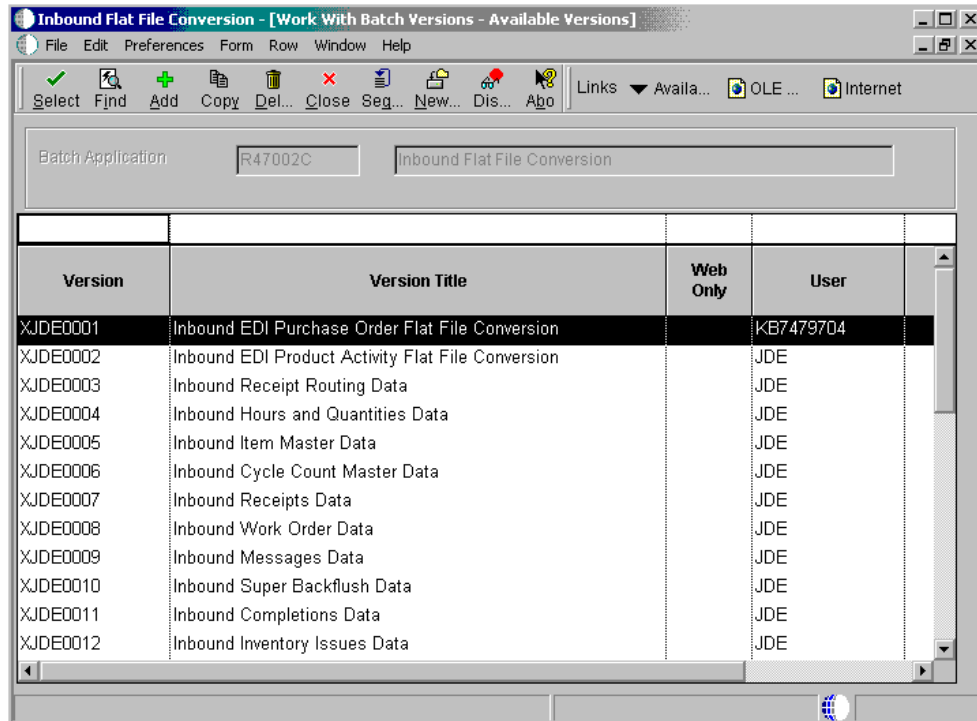 Inbound Flat File Conversion - [Work With Batch Versions - Available Versions]
File Edit Preferences Form Row Window Help
Select Find Add Copy Del... Close Seq... New... Dis... Abo Links Availa... OLE ... Internet
Batch Application R47002C Inbound Flat File Conversion
Version Version Title Web Only User
XJDE0001 Inbound EDI Purchase Order Flat File Conversion KB7479704
XJDE0002 Inbound EDI Product Activity Flat File Conversion JDE
XJDE0003 Inbound Receipt Routing Data JDE
XJDE0004 Inbound Hours and Quantities Data JDE
XJDE0005 Inbound Item Master Data JDE
XJDE0006 Inbound Cycle Count Master Data JDE
XJDE0007 Inbound Receipts Data JDE
XJDE0008 Inbound Work Order Data JDE
XJDE0009 Inbound Messages Data JDE
XJDE0010 Inbound Super Backflush Data JDE
XJDE0011 Inbound Completions Data JDE
XJDE0012 Inbound Inventory Issues Data JDE